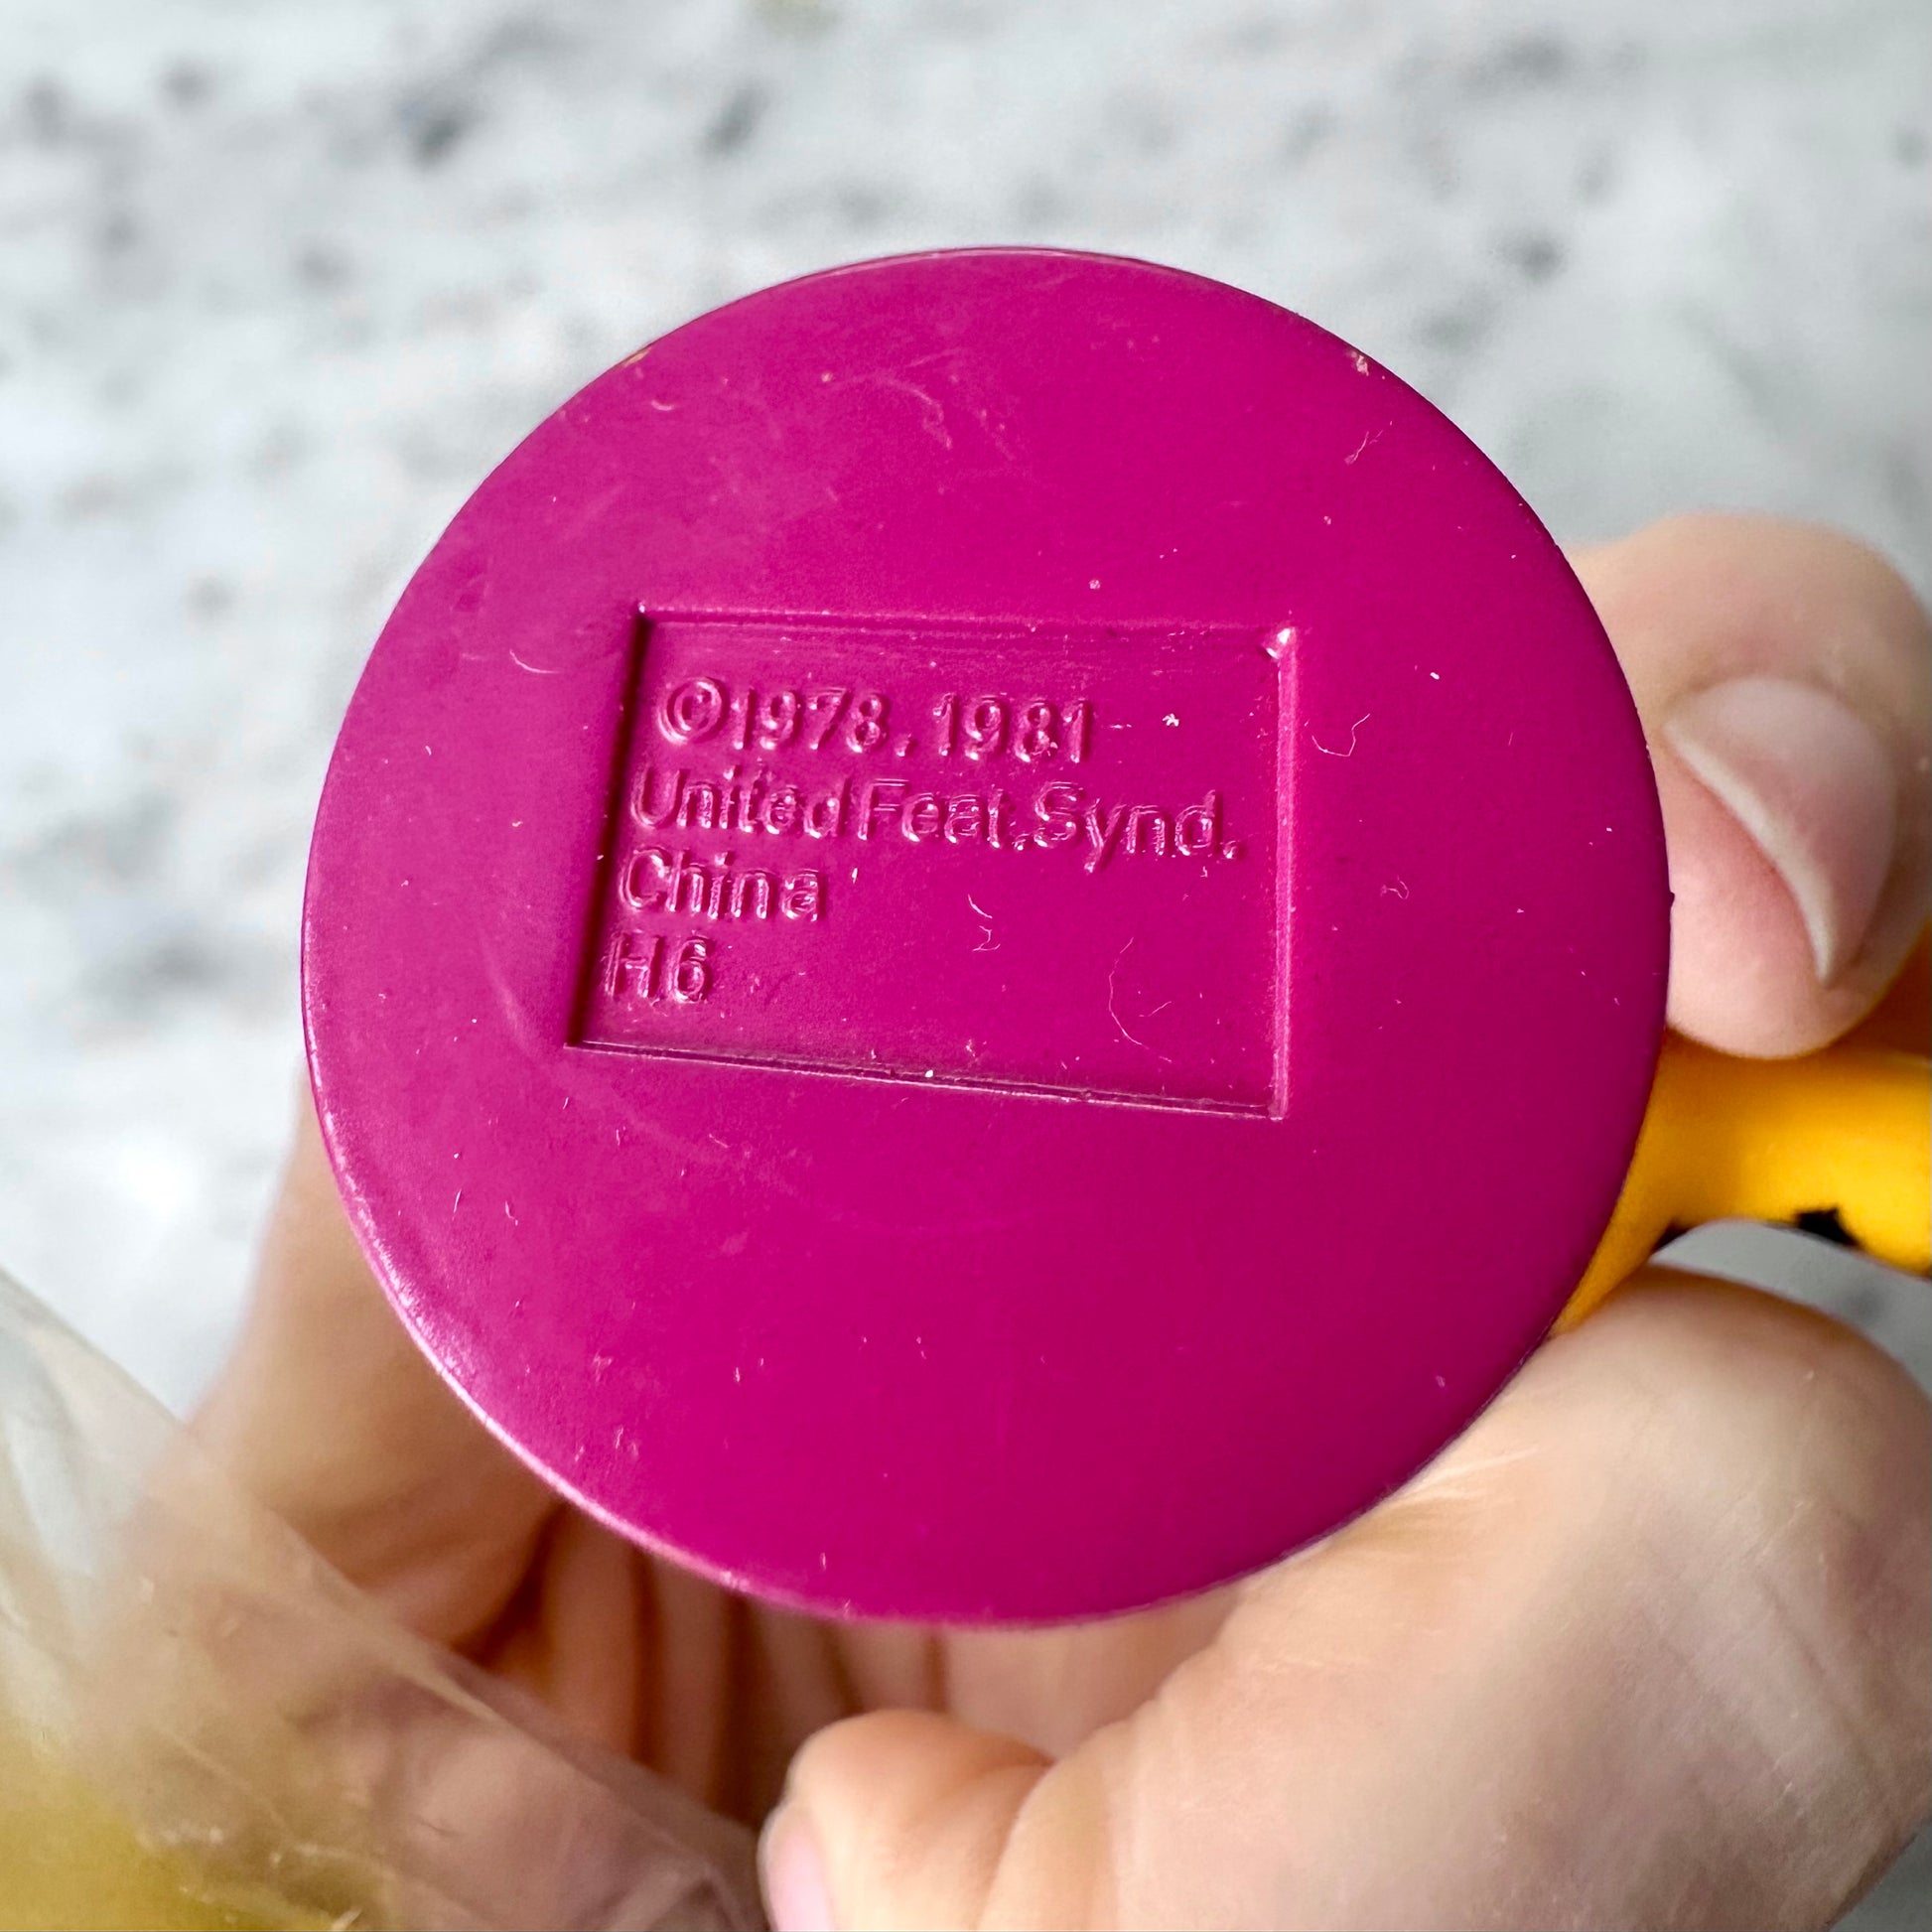 ©1978.1981
United Feat. Synd.
China
H6